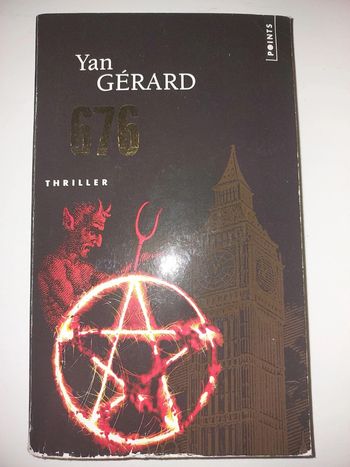 POINTS
Yan
GÉRARD
676
THRILLER